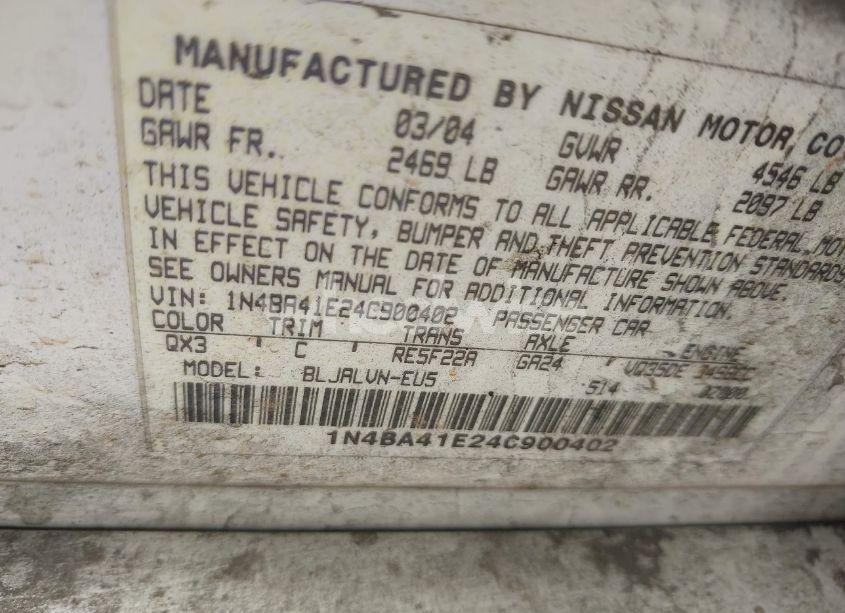 MANUFACTURED BY NISSAN MOTOR, CO
DATE 03/04 GVWR 4546 LB
GAWR FR. 2469 LB GAWR RR. 2097 LB
THIS VEHICLE CONFORMS TO ALL APPLICABLE FEDERAL MOT
VEHICLE SAFETY, BUMPER AND THEFT PREVENTION STANDARDS
IN EFFECT ON THE DATE OF MANUFACTURE SHOWN ABOVE.
SEE OWNERS MANUAL FOR ADDITIONAL INFORMATION.
VIN: 1N4BA41E24C900402 PASSENGER CAR
COLOR TRIM TRANS AXLE ENGINE
QX3 C RE5F22A GA24 VQ35DE
MODEL: BLJALVN-EU5 514
1N4BA41E24C900402